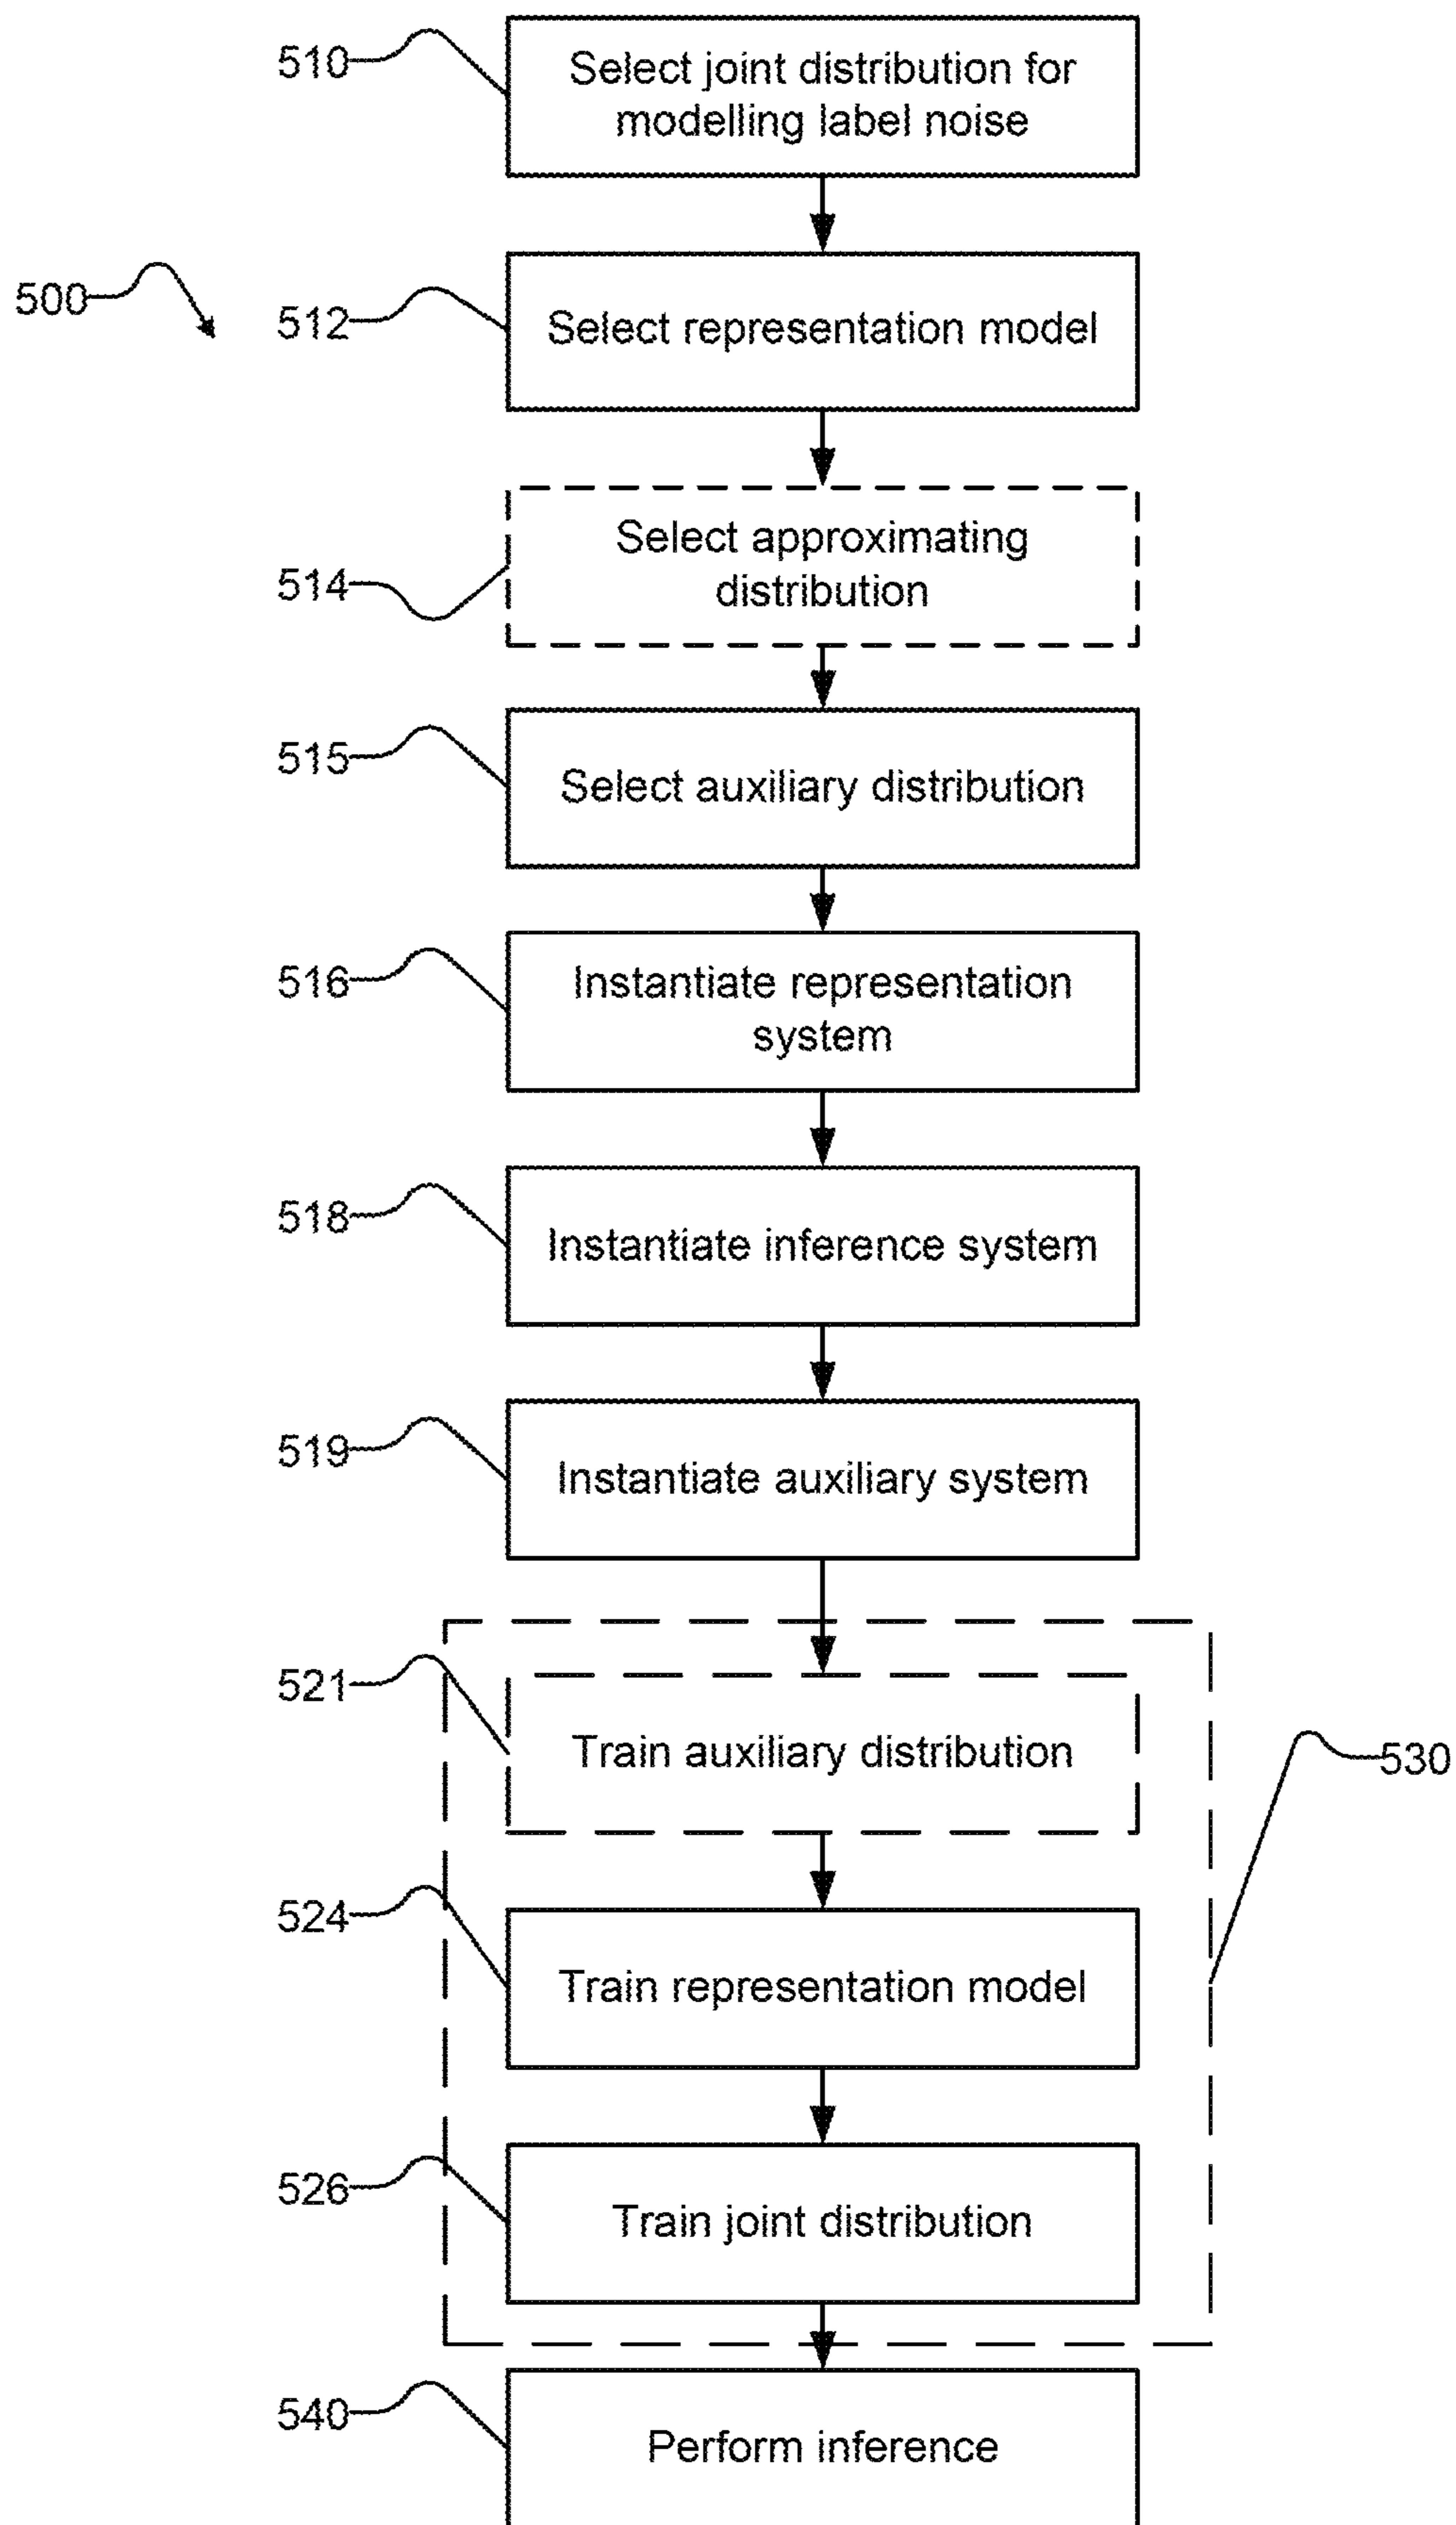 510
Select joint distribution for
modelling label noise
500
512
Select representation model
514
Select approximating
distribution
515
Select auxiliary distribution
516
Instantiate representation
system
518
Instantiate inference system
519
Instantiate auxiliary system
521
Train auxiliary distribution
530
524
Train representation model
526
Train joint distribution
540
Perform inference